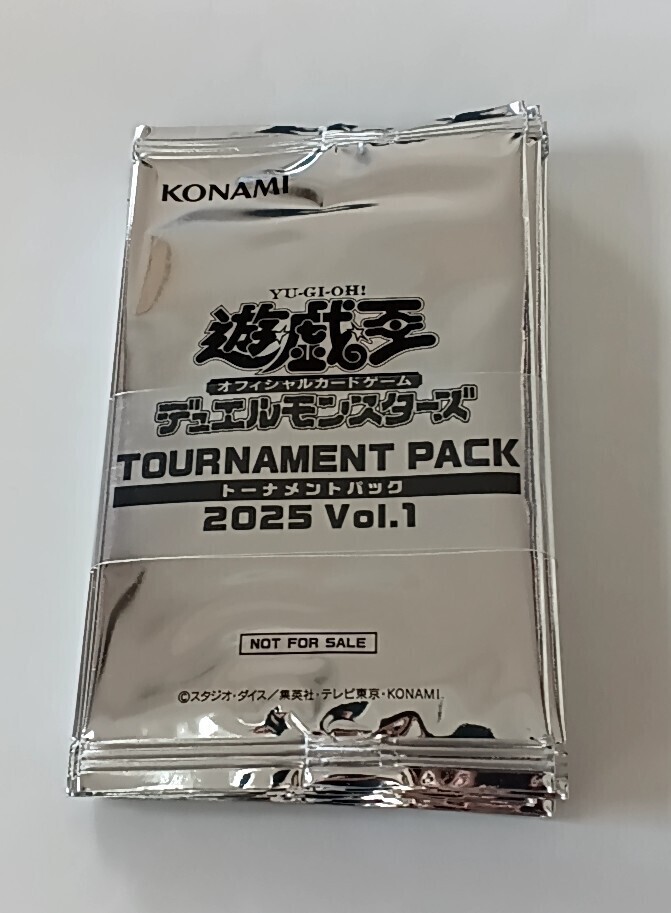 KONAMI
YU-GI-OH!
遊☆戯☆王
オフィシャルカードゲーム
デュエルモンスターズ
TOURNAMENT PACK
トーナメントパック
2025 Vol.1
NOT FOR SALE
©スタジオ・ダイス/集英社・テレビ東京・KONAMI